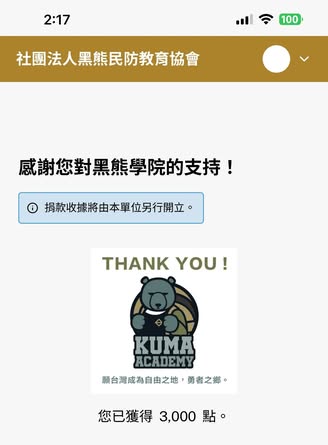 2:17
100
社團法人黑熊民防教育協會
感謝您對黑熊學院的支持！
捐款收據將由本單位另行開立。
THANK YOU !
KUMA
ACADEMY
願台灣成為自由之地，勇者之鄉。
您已獲得 3,000 點。